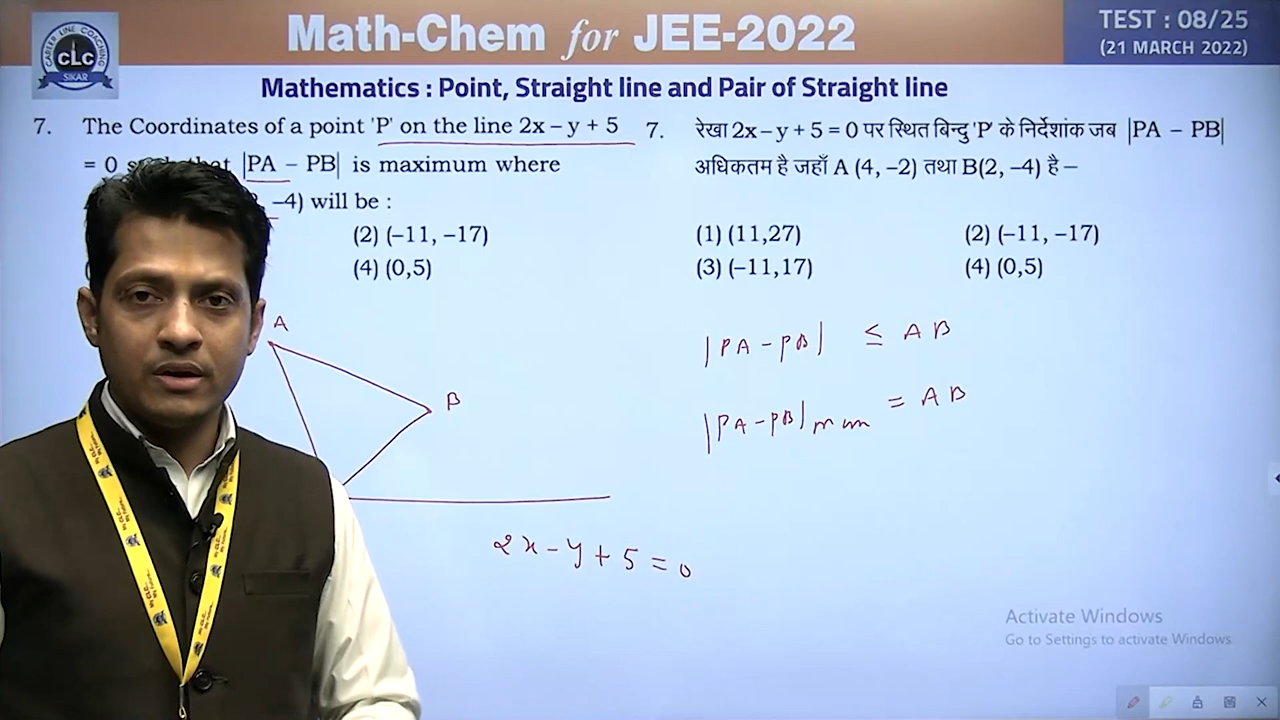 CAREER LINE COACHING
CLC
SIKAR
Math-Chem for JEE-2022
TEST : 08/25
(21 MARCH 2022)
Mathematics : Point, Straight line and Pair of Straight line
7. The Coordinates of a point 'P' on the line 2x – y + 5
= 0 |PA – PB| is maximum where
–4) will be :
(2) (–11, –17)
(4) (0,5)
7. रेखा 2x – y + 5 = 0 पर स्थित बिन्दु 'P' के निर्देशांक जब |PA – PB|
अधिकतम है जहाँ A (4, –2) तथा B(2, –4) है –
(1) (11,27) (2) (–11, –17)
(3) (–11,17) (4) (0,5)
A
B
|PA – PB| ≤ AB
|PA – PB| = AB
2x – y + 5 = 0
Activate Windows
Go to Settings to activate Windows.